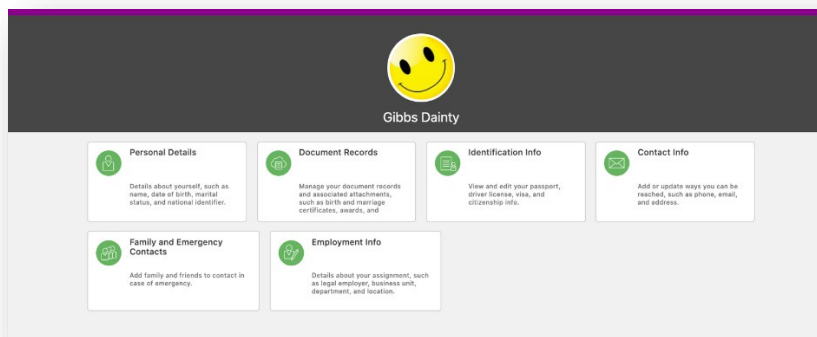 Gibbs Dainty
Personal Details
Details about yourself, such as
name, date of birth, marital
status, and national identifier.
Document Records
Manage your document records
and associated attachments,
such as birth and marriage
certificates, awards, and
Identification Info
View and edit your passport,
driver license, visa, and
citizenship info.
Contact Info
Add or update ways you can be
reached, such as phone, email,
and address.
Family and Emergency
Contacts
Add family and friends to contact in
case of emergency.
Employment Info
Details about your assignment, such
as legal employer, business unit,
department, and location.